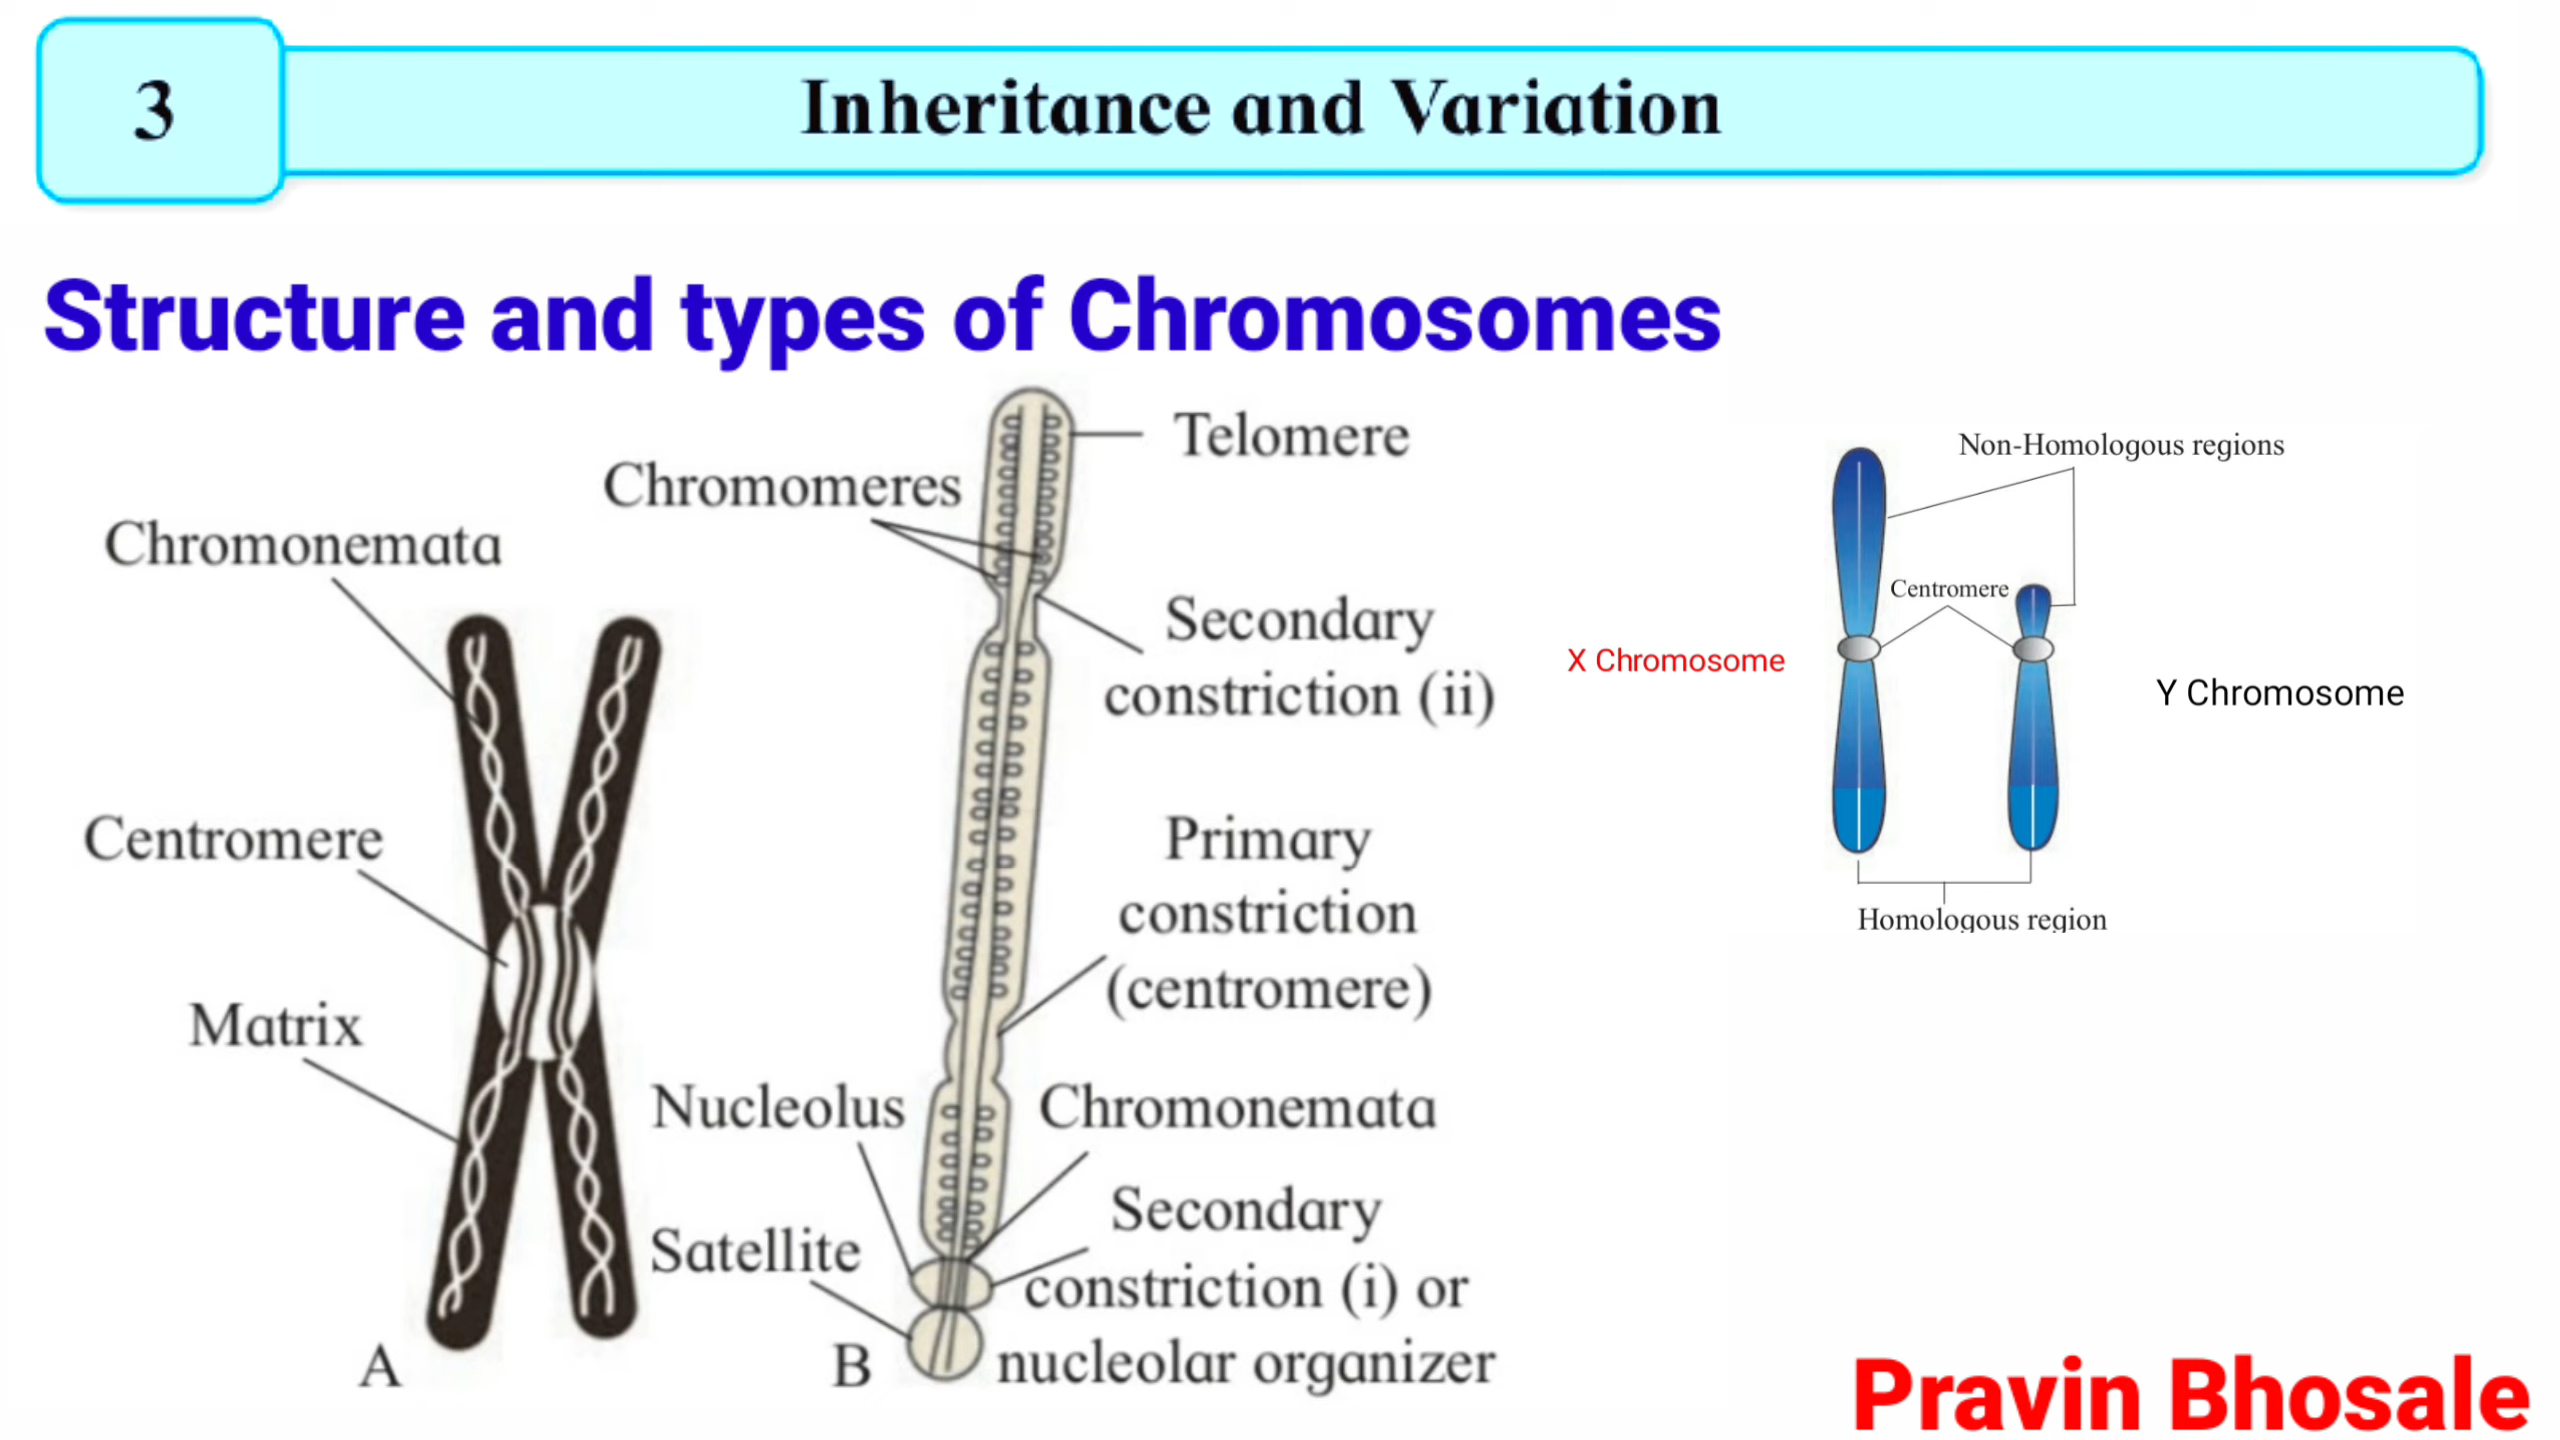 3
Inheritance and Variation
Structure and types of Chromosomes
Chromonemata
Centromere
Matrix
A
Chromomeres
Telomere
Secondary
constriction (ii)
Primary
constriction
(centromere)
Nucleolus
Chromonemata
Satellite
Secondary
constriction (i) or
nucleolar organizer
B
Non-Homologous regions
Centromere
X Chromosome
Y Chromosome
Homologous region
Pravin Bhosale